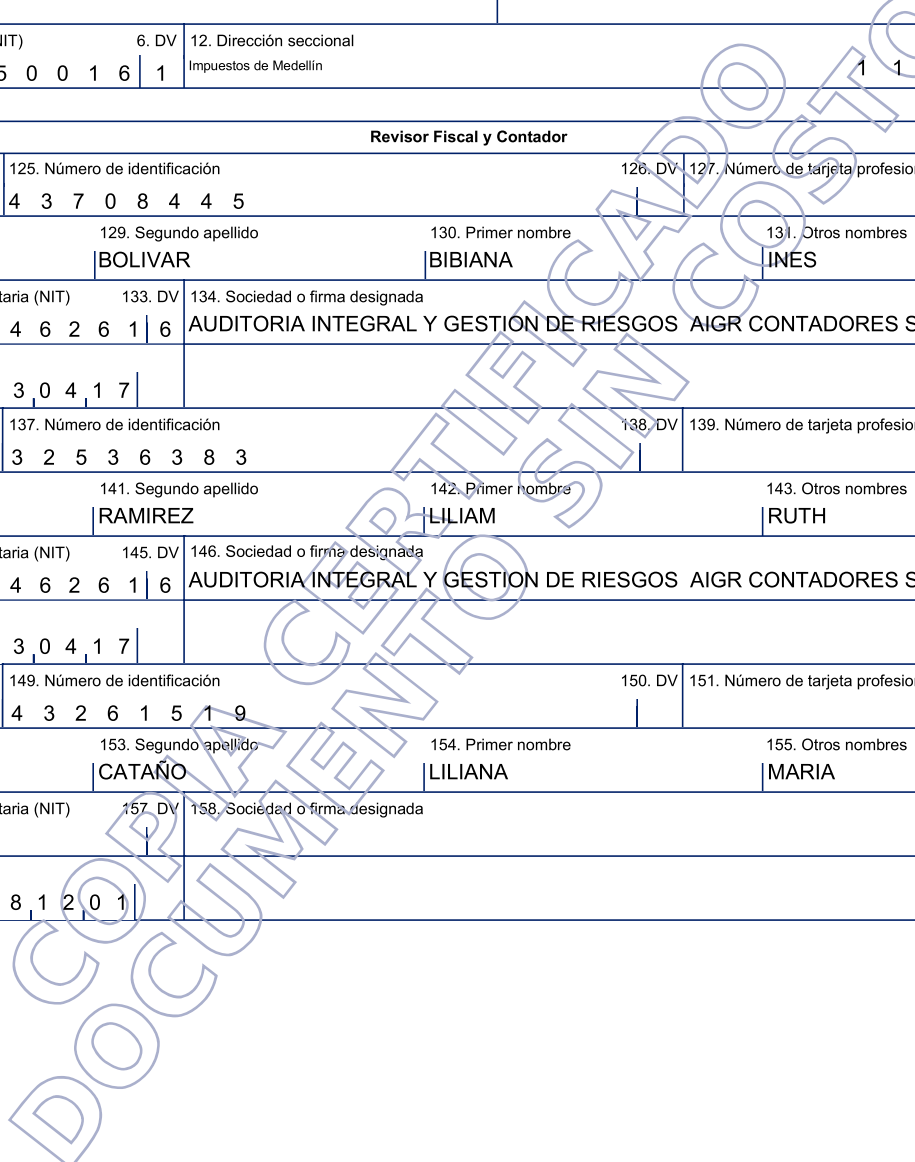 NIT) 6. DV 12. Dirección seccional
5 0 0 1 6 1 Impuestos de Medellín 1 1
Revisor Fiscal y Contador
125. Número de identificación 126. DV 127. Número de tarjeta profesio
4 3 7 0 8 4 4 5
129. Segundo apellido 130. Primer nombre 131. Otros nombres
BOLIVAR BIBIANA INES
taria (NIT) 133. DV 134. Sociedad o firma designada
4 6 2 6 1 6 AUDITORIA INTEGRAL Y GESTION DE RIESGOS AIGR CONTADORES S
3 0 4 1 7
137. Número de identificación 138. DV 139. Número de tarjeta profesio
3 2 5 3 6 3 8 3
141. Segundo apellido 142. Primer nombre 143. Otros nombres
RAMIREZ LILIAM RUTH
taria (NIT) 145. DV 146. Sociedad o firma designada
4 6 2 6 1 6 AUDITORIA INTEGRAL Y GESTION DE RIESGOS AIGR CONTADORES S
3 0 4 1 7
149. Número de identificación 150. DV 151. Número de tarjeta profesio
4 3 2 6 1 5 1 9
153. Segundo apellido 154. Primer nombre 155. Otros nombres
CATAÑO LILIANA MARIA
taria (NIT) 157. DV 158. Sociedad o firma designada
8 1 2 0 1
COPIA CERTIFICADO
DOCUMENTO SIN COSTO